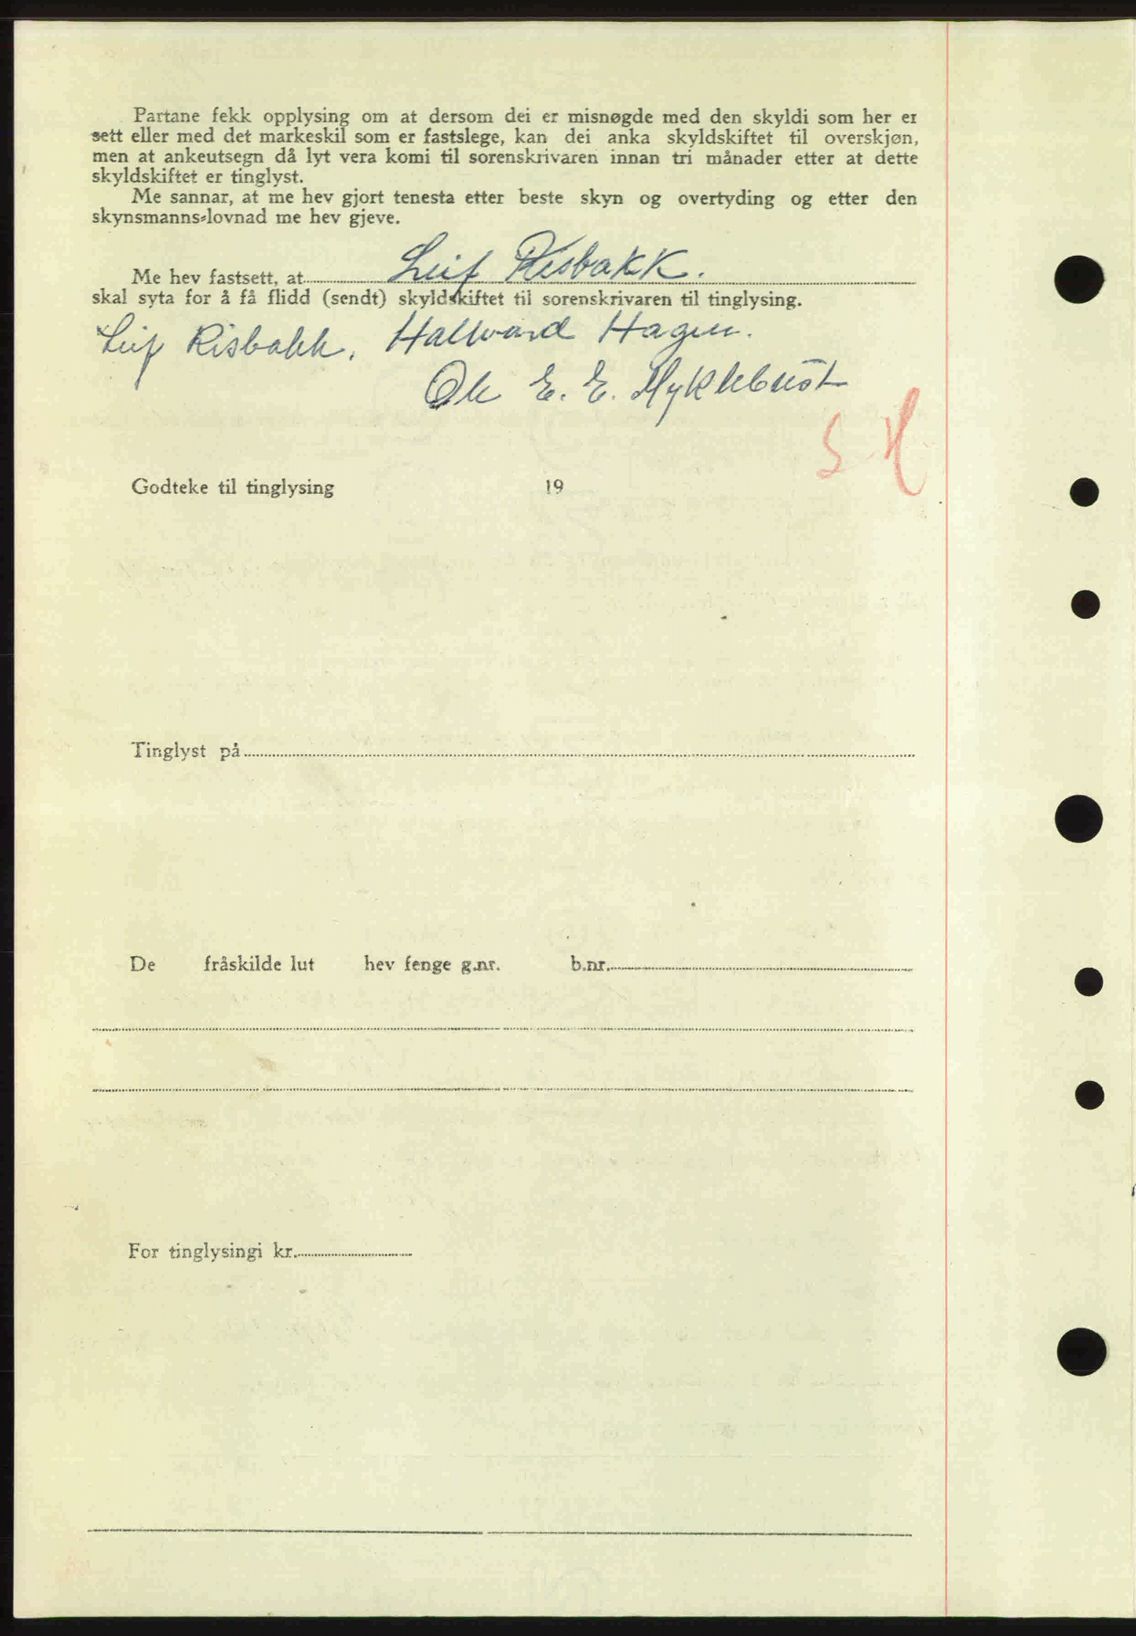 Partane fekk opplysing om at dersom dei er misnøgde med den skyldi som her er
sett eller med det markeskil som er fastslege, kan dei anka skyldskiftet til overskjøn,
men at ankeutsegn då lyt vera komi til sorenskrivaren innan tri månader etter at dette
skyldskiftet er tinglyst.
Me sannar, at me hev gjort tenesta etter beste skyn og overtyding og etter den
skynsmanns-lovnad me hev gjeve.
Me hev fastsett, at Leif Risbakk.
skal syta for å få flidd (sendt) skyldskiftet til sorenskrivaren til tinglysing.
Leif Risbakk. Hallvard Hagen.
Ole E. E. Myklebust
S H
Godteke til tinglysing 19
Tinglyst på
De fråskilde lut hev fenge g.nr. b.nr.
For tinglysingi kr.